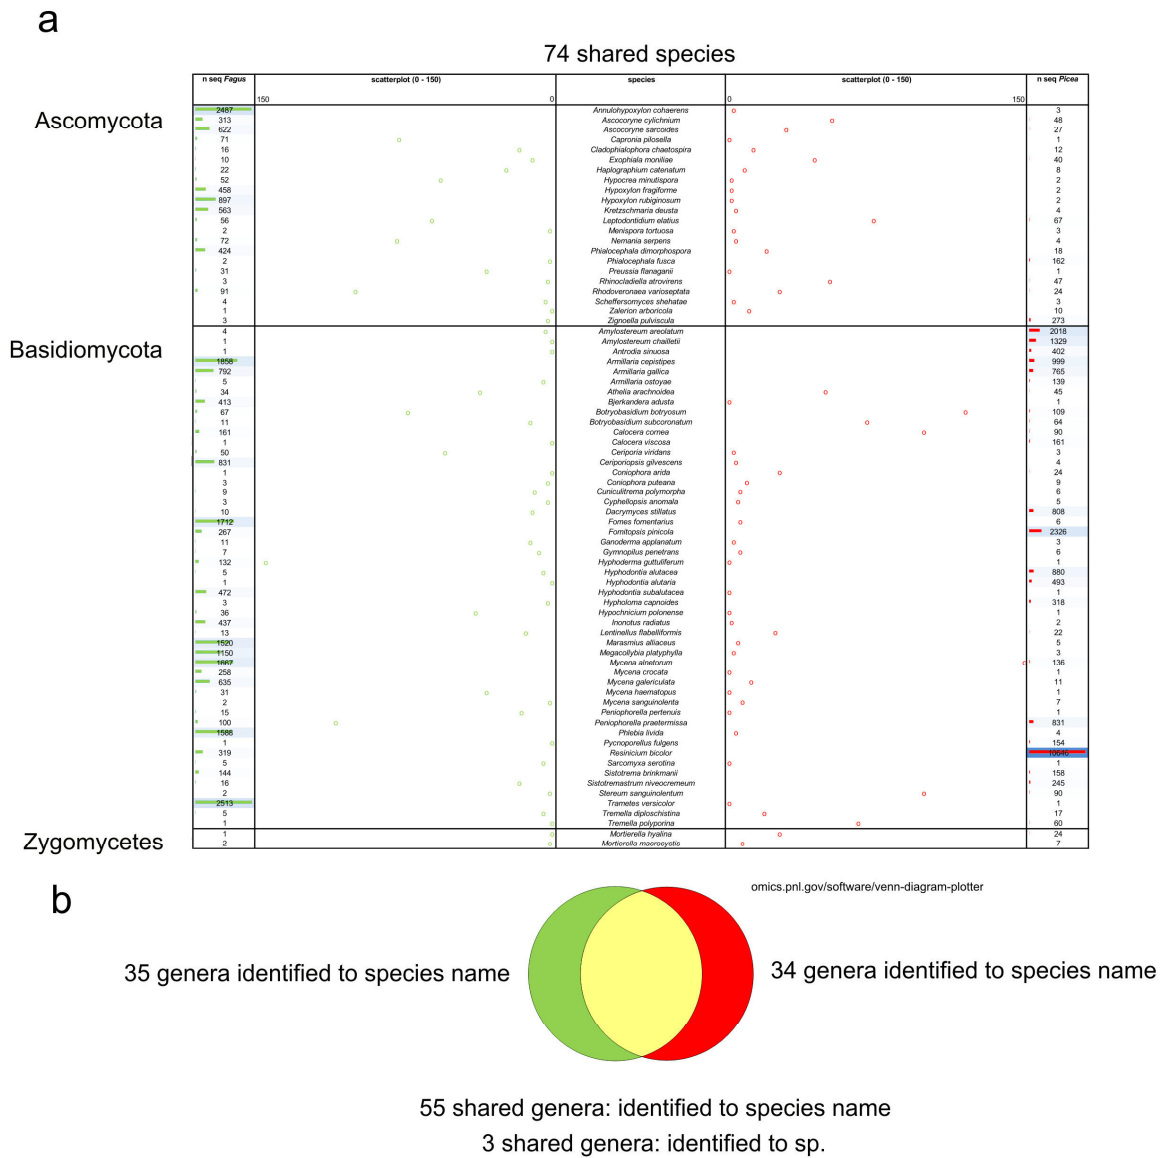 a
74 shared species
n seq Fagus scatterplot (0 - 150) species scatterplot (0 - 150) n seq Picea
150 0 0 150
Ascomycota
2487 Annulohypoxylon cohaerens 3
313 Ascocoryne cylichnium 48
622 Ascocoryne sarcoides 27
71 Capronia pilosella 1
16 Cladophialophora chaetospira 12
10 Exophiala moniliae 40
22 Haplographium catenatum 8
52 Hypocrea minutispora 2
458 Hypoxylon fragiforme 2
897 Hypoxylon rubiginosum 2
563 Kretzschmaria deusta 4
56 Leptodontidium elatius 67
2 Menispora tortuosa 3
72 Nemania serpens 4
424 Phialocephala dimorphospora 18
2 Phialocephala fusca 162
31 Preussia flanaganii 1
3 Rhinocladiella atrovirens 47
91 Rhodoveronaea varioseptata 24
4 Scheffersomyces shehatae 3
1 Zalerion arboricola 10
3 Zignoella pulviscula 273
Basidiomycota
4 Amylostereum areolatum 2018
1 Amylostereum chailletii 1329
1 Antrodia sinuosa 402
1858 Armillaria cepistipes 999
792 Armillaria gallica 765
5 Armillaria ostoyae 139
34 Athelia arachnoidea 45
413 Bjerkandera adusta 1
67 Botryobasidium botryosum 109
11 Botryobasidium subcoronatum 64
161 Calocera cornea 90
1 Calocera viscosa 161
50 Ceriporia viridans 3
831 Ceriporiopsis gilvescens 4
1 Coniophora arida 24
3 Coniophora puteana 9
9 Cuniculitrema polymorpha 6
3 Cyphellopsis anomala 5
10 Dacrymyces stillatus 808
1712 Fomes fomentarius 6
267 Fomitopsis pinicola 2326
11 Ganoderma applanatum 3
7 Gymnopilus penetrans 6
132 Hyphoderma guttuliferum 1
5 Hyphodontia alutacea 880
1 Hyphodontia alutaria 493
472 Hyphodontia subalutacea 1
3 Hypholoma capnoides 318
36 Hypochnicium polonense 1
437 Inonotus radiatus 2
13 Lentinellus flabelliformis 22
1520 Marasmius alliaceus 5
1150 Megacollybia platyphylla 3
1667 Mycena alnetorum 136
258 Mycena crocata 1
635 Mycena galericulata 11
31 Mycena haematopus 1
2 Mycena sanguinolenta 7
15 Peniophorella pertenuis 1
100 Peniophorella praetermissa 831
1588 Phlebia livida 4
1 Pycnoporellus fulgens 154
319 Resinicium bicolor 10646
5 Sarcomyxa serotina 1
144 Sistotrema brinkmanii 158
16 Sistotremastrum niveocremeum 245
2 Stereum sanguinolentum 90
2513 Trametes versicolor 1
5 Tremella diploschistina 17
1 Tremella polyporina 60
Zygomycetes
1 Mortierella hyalina 24
2 Mortierella macrocystis 7
b
omics.pnl.gov/software/venn-diagram-plotter
35 genera identified to species name
34 genera identified to species name
55 shared genera: identified to species name
3 shared genera: identified to sp.